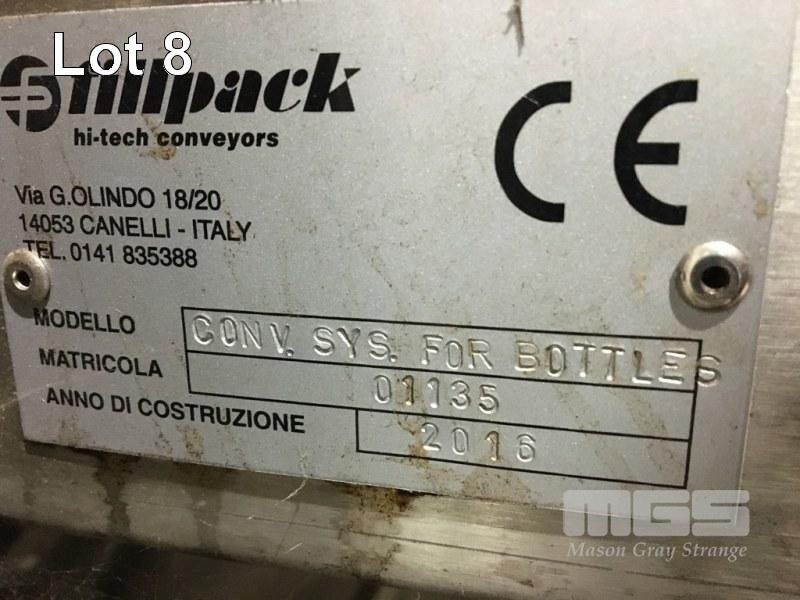 Lot 8
fillpack
hi-tech conveyors
CE
Via G.OLINDO 18/20
14053 CANELLI - ITALY
TEL. 0141 835388
MODELLO CONV. SYS. FOR BOTTLES
MATRICOLA 01135
ANNO DI COSTRUZIONE 2016
MGS
Mason Gray Strange